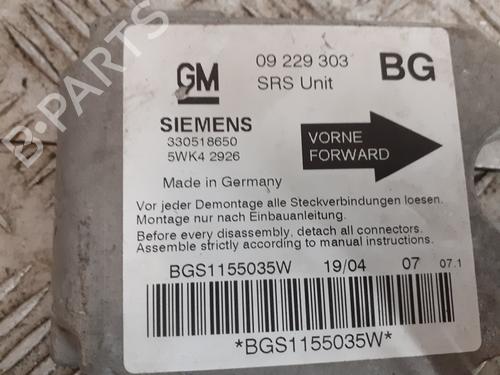 GM
09 229 303
BG
SRS Unit
SIEMENS
330518650
5WK4 2926
VORNE
FORWARD
Made in Germany
Vor jeder Demontage alle Steckverbindungen loesen.
Montage nur nach Einbauanleitung.
Before every disassembly, detach all connectors.
Assemble strictly according to manual instructions.
BGS1155035W 19/04 07 07.1
*BGS1155035W*
B-PARTS